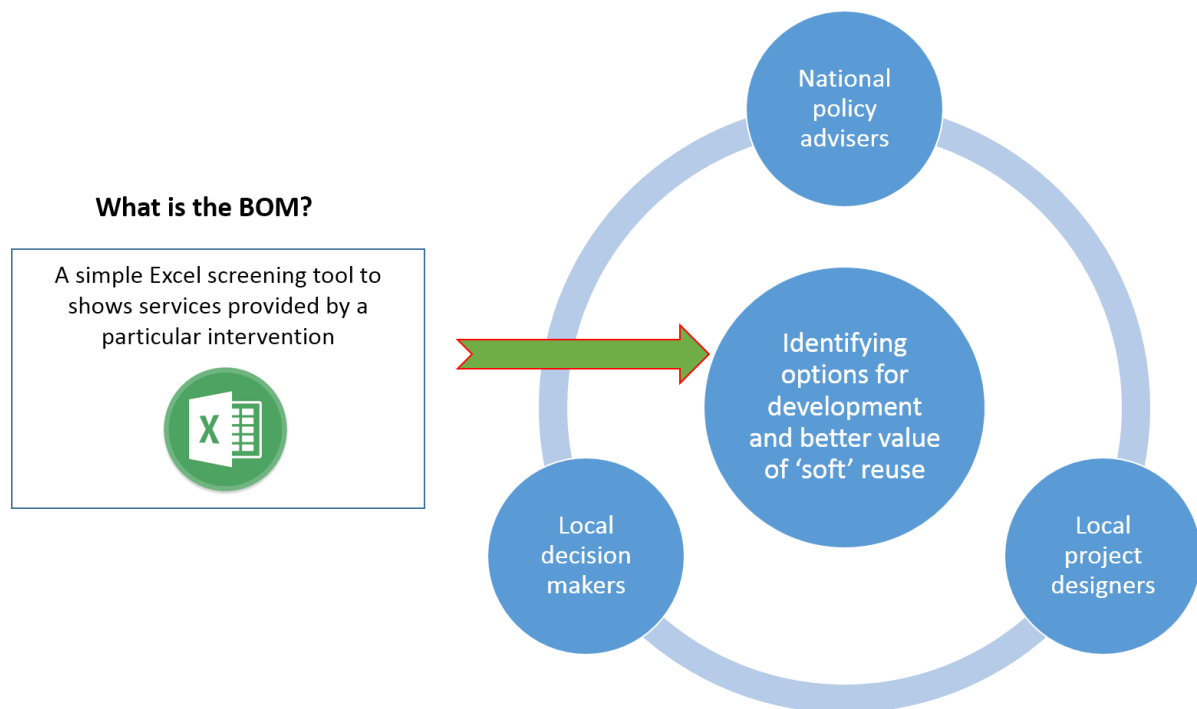 What is the BOM?
A simple Excel screening tool to
shows services provided by a
particular intervention
X
National
policy
advisers
Identifying
options for
development
and better value
of ‘soft’ reuse
Local
decision
makers
Local
project
designers